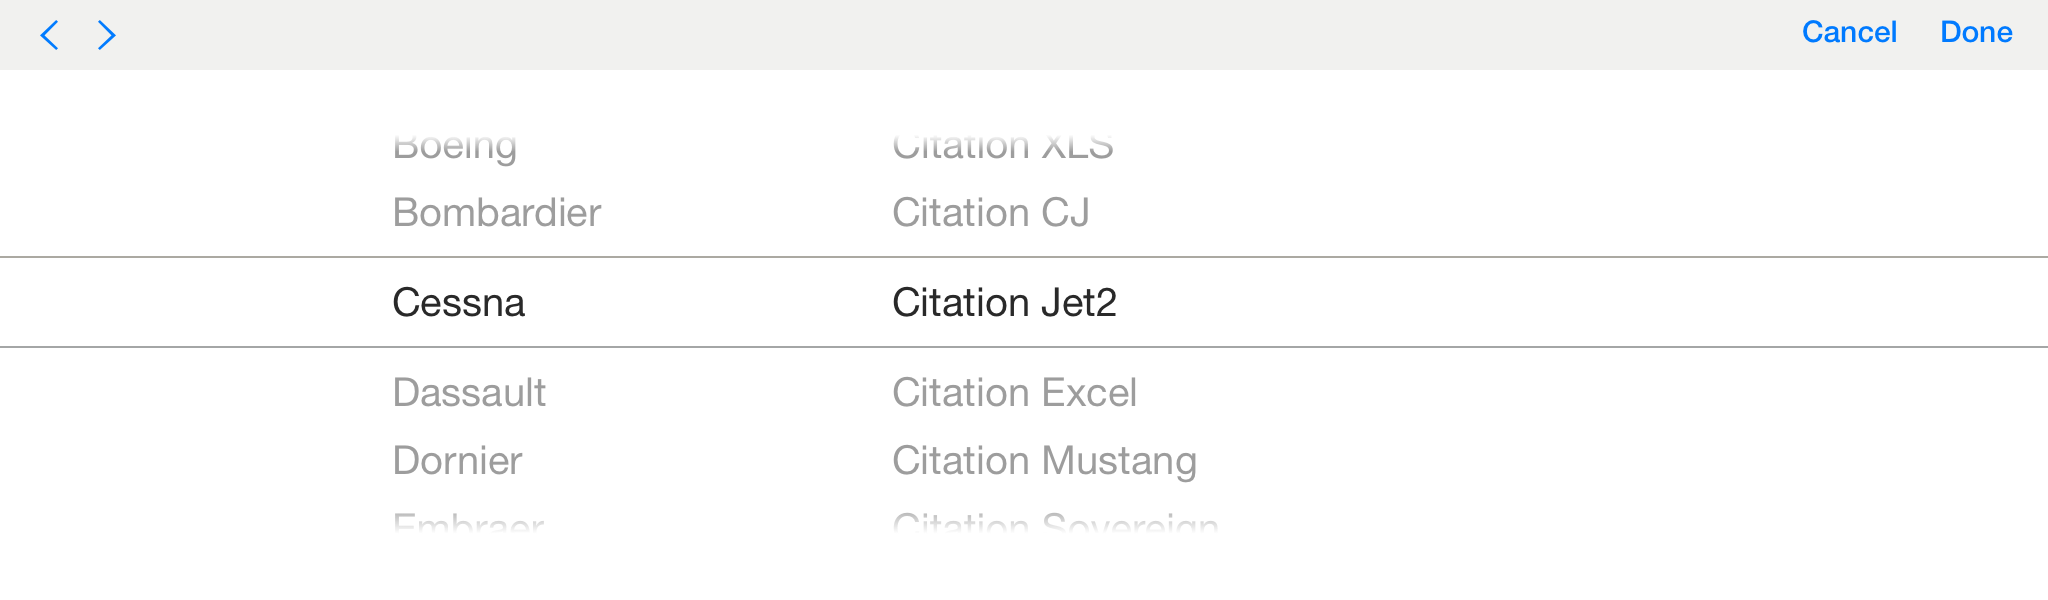 Cancel Done
Boeing Citation XLS
Bombardier Citation CJ
Cessna Citation Jet2
Dassault Citation Excel
Dornier Citation Mustang
Embraer Citation Sovereign